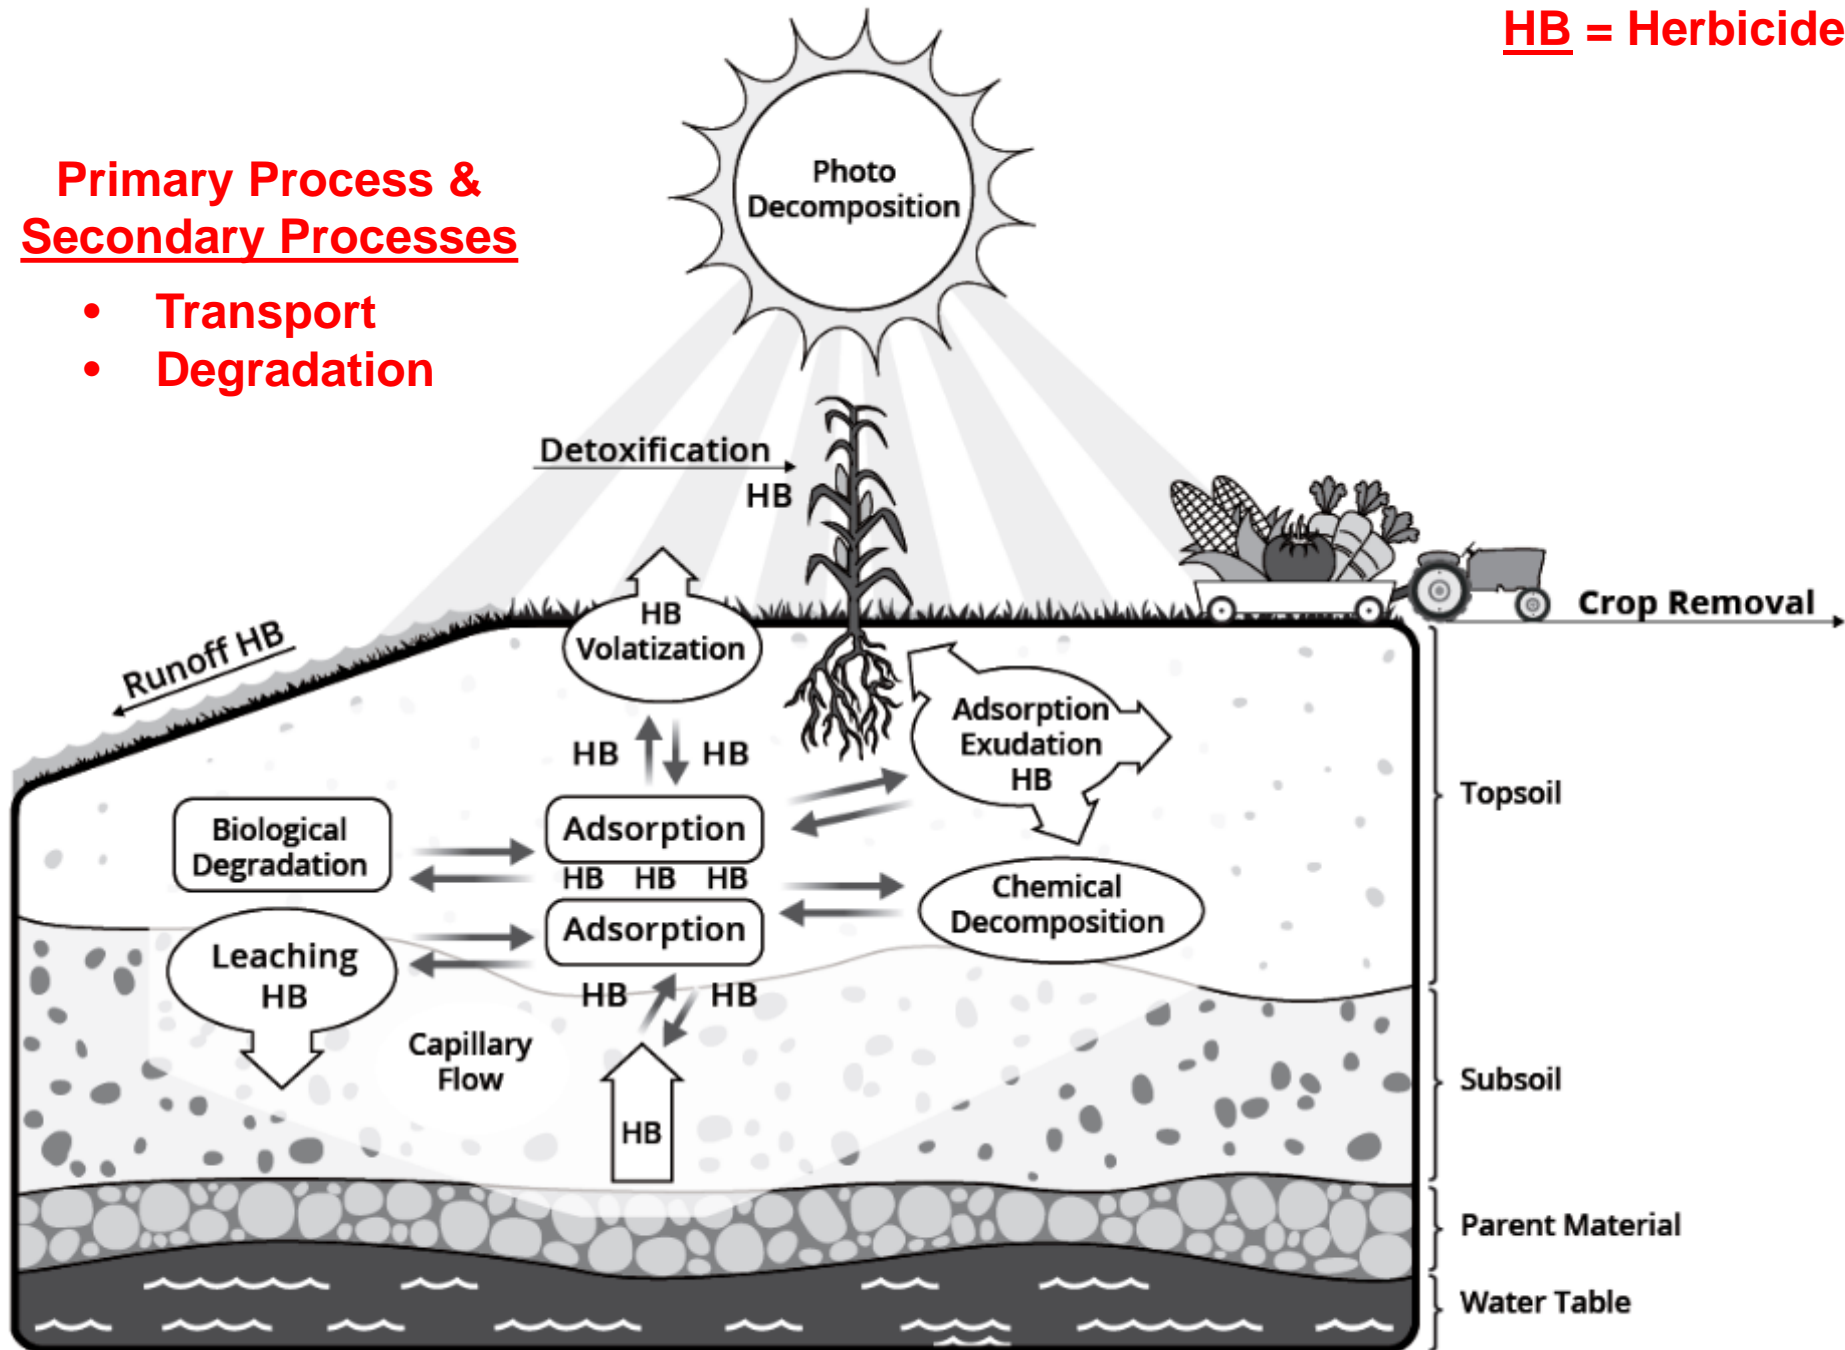 HB = Herbicide
Primary Process &
Secondary Processes
• Transport
• Degradation
Photo
Decomposition
Detoxification
HB
Crop Removal
Runoff HB
HB
Volatization
Adsorption
Exudation
HB
HB
HB
Topsoil
Biological
Degradation
Adsorption
HB HB HB
Adsorption
Chemical
Decomposition
Leaching
HB
HB
HB
Capillary
Flow
HB
Subsoil
Parent Material
Water Table